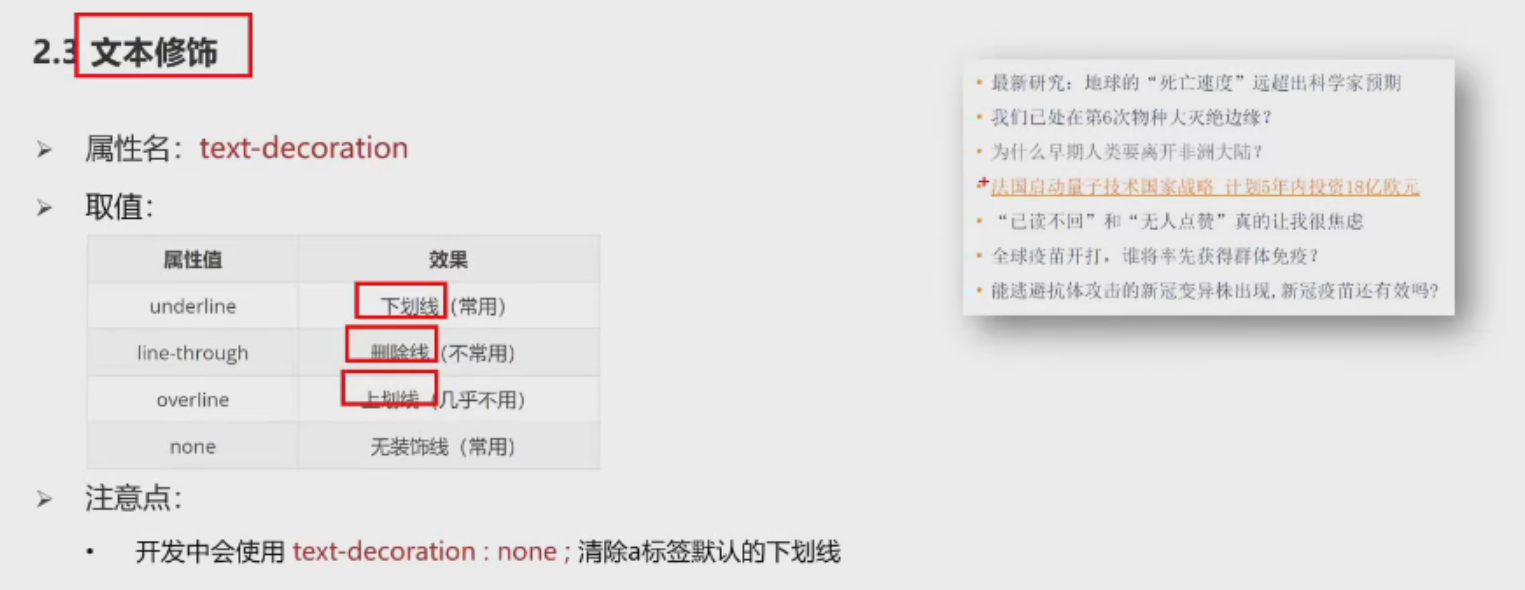 2.3 文本修饰
属性名：text-decoration
取值：
属性值 效果
underline 下划线（常用）
line-through 删除线（不常用）
overline 上划线（几乎不用）
none 无装饰线（常用）
注意点：
开发中会使用 text-decoration : none ; 清除a标签默认的下划线
最新研究：地球的“死亡速度”远超出科学家预期
我们已处在第6次物种大灭绝边缘？
为什么早期人类要离开非洲大陆？
法国启动量子技术国家战略 计划5年内投资18亿欧元
“已读不回”和“无人点赞”真的让我很焦虑
全球疫苗开打，谁将率先获得群体免疫？
能逃避抗体攻击的新冠变异株出现,新冠疫苗还有效吗?